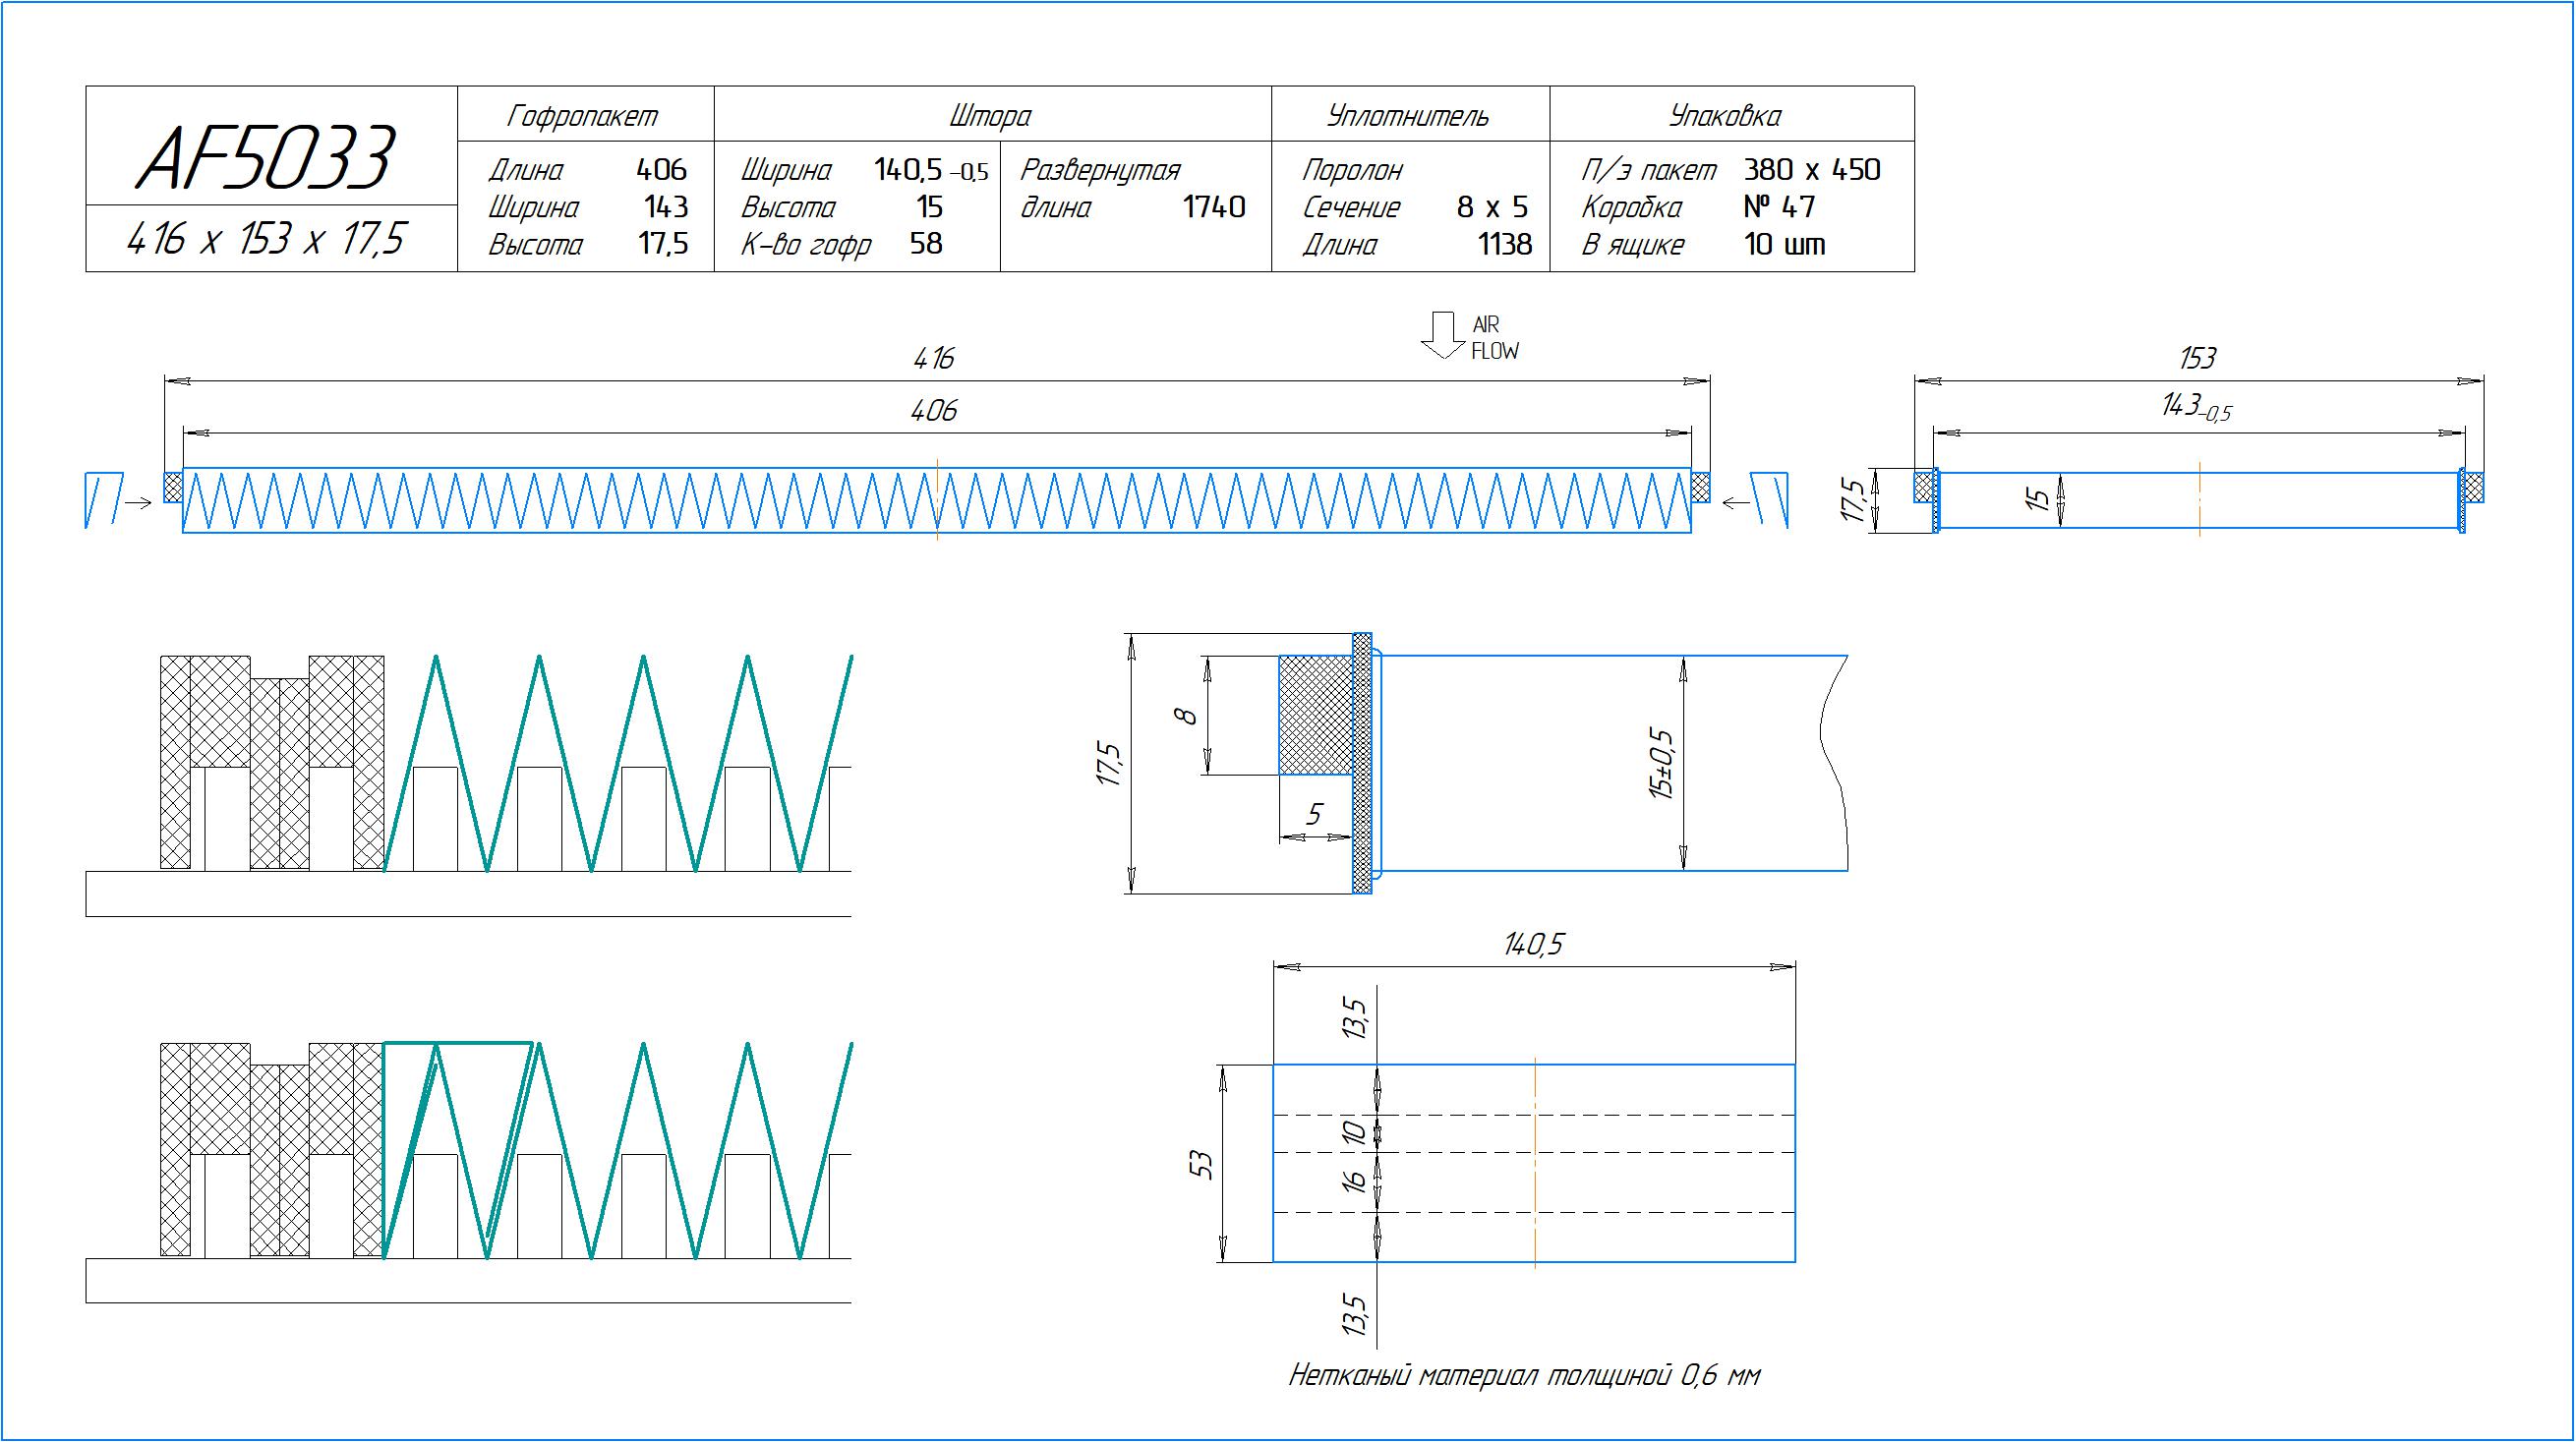 AF5033
416 x 153 x 17,5
Гофропакет
Длина 406
Ширина 143
Высота 17,5
Штора
Ширина 140,5 -0,5
Высота 15
К-во гофр 58
Развернутая
длина 1740
Уплотнитель
Поролон
Сечение 8 x 5
Длина 1138
Упаковка
П/э пакет 380 x 450
Коробка № 47
В ящике 10 шт
AIR
FLOW
416
406
153
143-0,5
17,5
15
17,5
8
5
15±0,5
140,5
13,5
10
16
53
13,5
Нетканый материал толщиной 0,6 мм